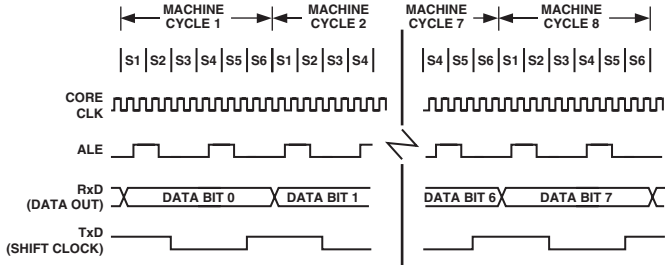 MACHINE CYCLE 1
MACHINE CYCLE 2
MACHINE CYCLE 7
MACHINE CYCLE 8
S1 S2 S3 S4 S5 S6 S1 S2 S3 S4
S4 S5 S6 S1 S2 S3 S4 S5 S6
CORE CLK
ALE
RxD (DATA OUT)
DATA BIT 0
DATA BIT 1
DATA BIT 6
DATA BIT 7
TxD (SHIFT CLOCK)